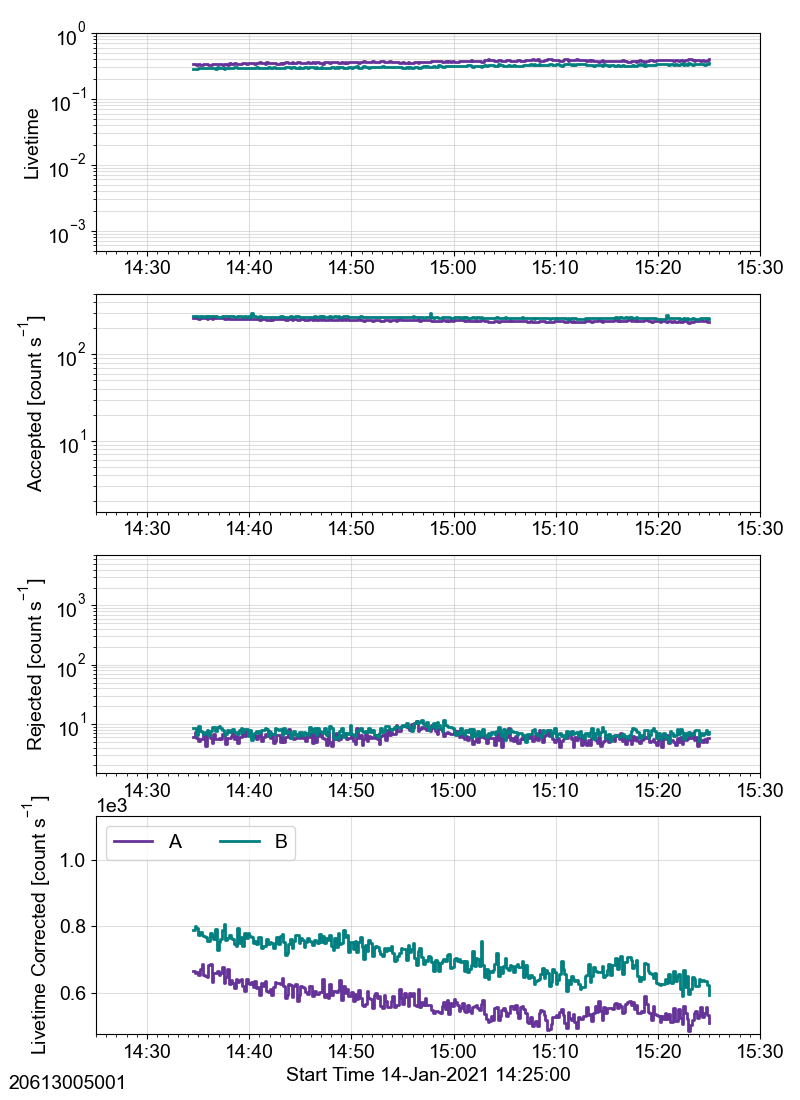 10^0
10^−1
10^−2
10^−3
Livetime
14:30 14:40 14:50 15:00 15:10 15:20 15:30
10^2
10^1
Accepted [count s^−1]
14:30 14:40 14:50 15:00 15:10 15:20 15:30
10^3
10^2
10^1
Rejected [count s^−1]
14:30 14:40 14:50 15:00 15:10 15:20 15:30
1e3
A B
1.0
0.8
0.6
Livetime Corrected [count s^−1]
14:30 14:40 14:50 15:00 15:10 15:20 15:30
Start Time 14-Jan-2021 14:25:00
20613005001